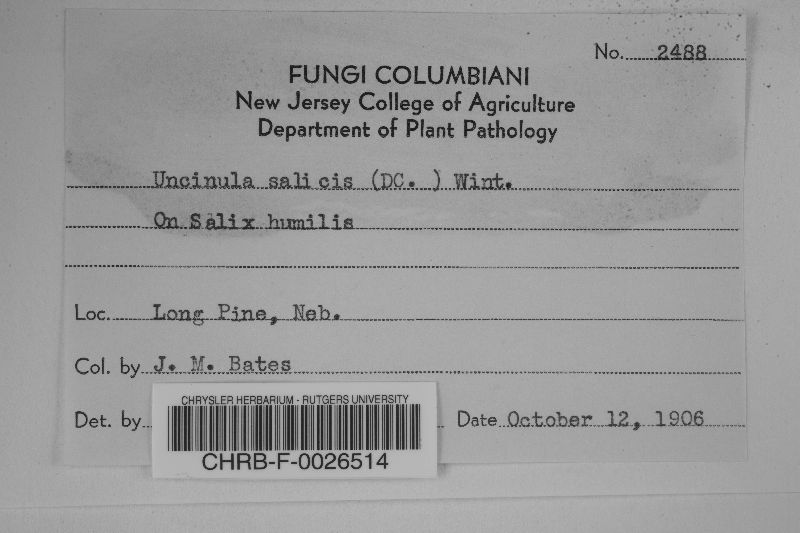 No. 2488
FUNGI COLUMBIANI
New Jersey College of Agriculture
Department of Plant Pathology
Uncinula salicis (DC. ) Wint.
On Salix humilis
Loc. Long Pine, Neb.
Col. by J. M. Bates
Det. by Date October 12, 1906
CHRYSLER HERBARIUM - RUTGERS UNIVERSITY
CHRB-F-0026514